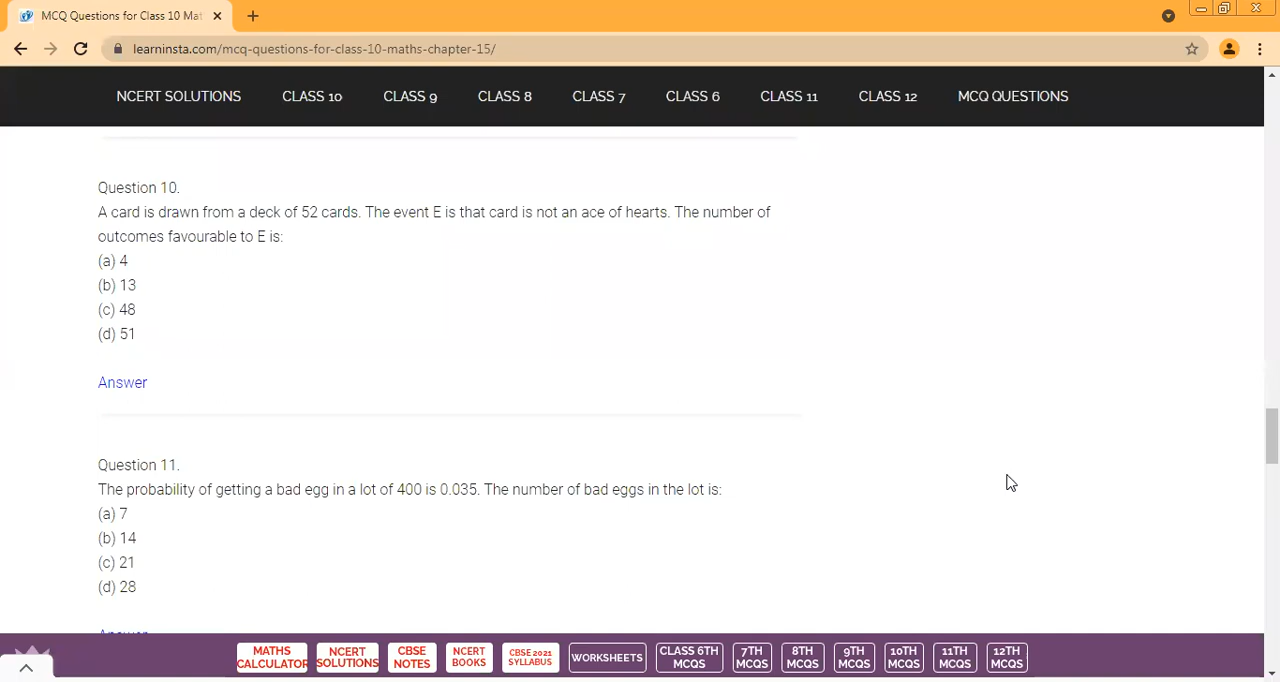 MCQ Questions for Class 10 Mat
learninsta.com/mcq-questions-for-class-10-maths-chapter-15/
NCERT SOLUTIONS CLASS 10 CLASS 9 CLASS 8 CLASS 7 CLASS 6 CLASS 11 CLASS 12 MCQ QUESTIONS
Question 10.
A card is drawn from a deck of 52 cards. The event E is that card is not an ace of hearts. The number of
outcomes favourable to E is:
(a) 4
(b) 13
(c) 48
(d) 51
Answer
Question 11.
The probability of getting a bad egg in a lot of 400 is 0.035. The number of bad eggs in the lot is:
(a) 7
(b) 14
(c) 21
(d) 28
Answer
MATHS CALCULATOR NCERT SOLUTIONS CBSE NOTES NCERT BOOKS CBSE 2021 SYLLABUS WORKSHEETS CLASS 6TH MCQS 7TH MCQS 8TH MCQS 9TH MCQS 10TH MCQS 11TH MCQS 12TH MCQS